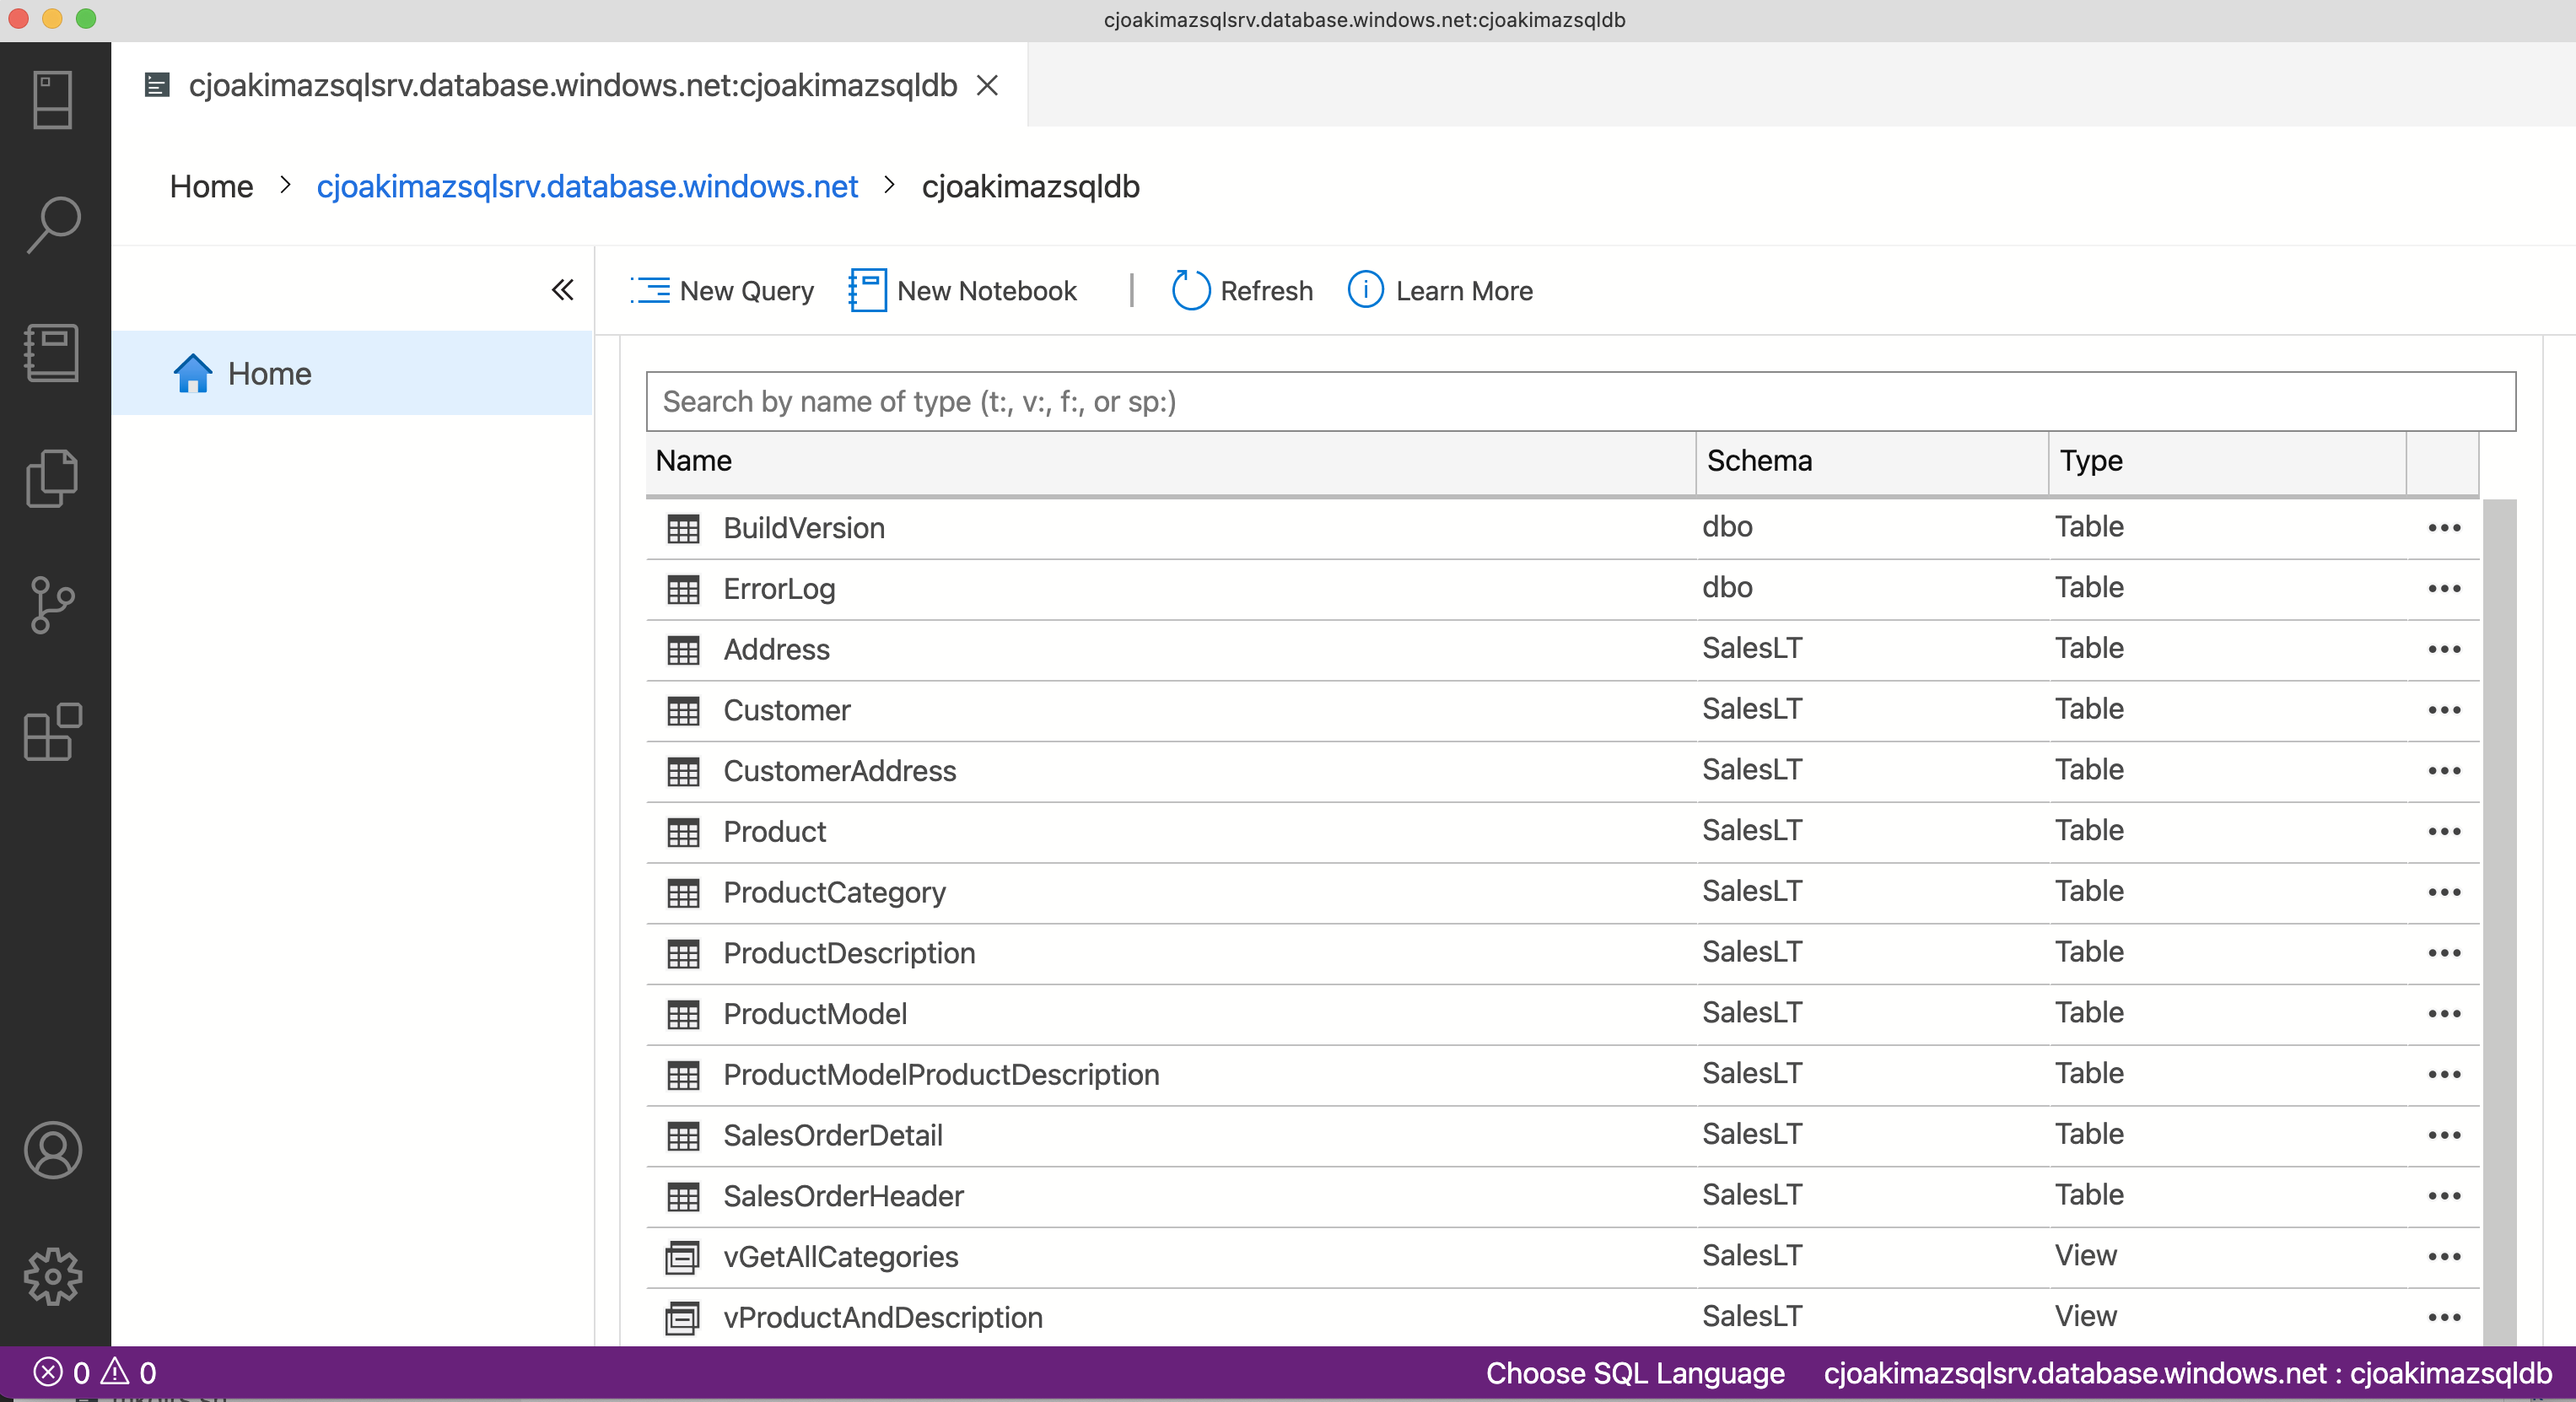 cjoakimazsqlsrv.database.windows.net:cjoakimazsqldb
cjoakimazsqlsrv.database.windows.net:cjoakimazsqldb
Home > cjoakimazsqlsrv.database.windows.net > cjoakimazsqldb
New Query New Notebook | Refresh Learn More
Home
Search by name of type (t:, v:, f:, or sp:)
Name Schema Type
BuildVersion dbo Table
ErrorLog dbo Table
Address SalesLT Table
Customer SalesLT Table
CustomerAddress SalesLT Table
Product SalesLT Table
ProductCategory SalesLT Table
ProductDescription SalesLT Table
ProductModel SalesLT Table
ProductModelProductDescription SalesLT Table
SalesOrderDetail SalesLT Table
SalesOrderHeader SalesLT Table
vGetAllCategories SalesLT View
vProductAndDescription SalesLT View
0 0 Choose SQL Language cjoakimazsqlsrv.database.windows.net : cjoakimazsqldb